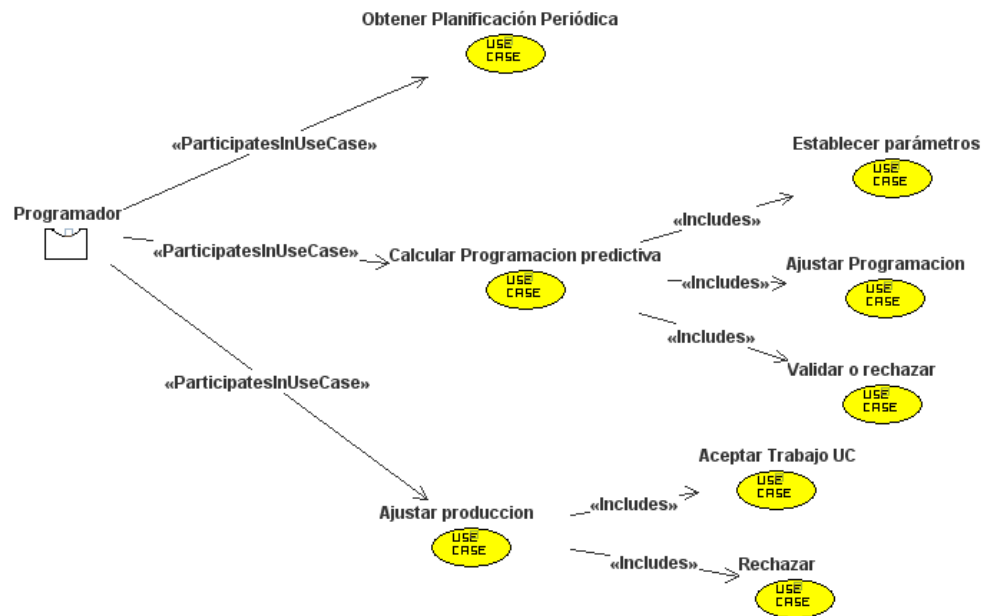 Obtener Planificación Periódica
USE
CASE
«ParticipatesInUseCase»
Establecer parámetros
USE
CASE
Programador
«Includes»
«ParticipatesInUseCase»
Calcular Programacion predictiva
USE
CASE
Ajustar Programacion
«Includes»
USE
CASE
«Includes»
Validar o rechazar
USE
CASE
«ParticipatesInUseCase»
Aceptar Trabajo UC
USE
CASE
Ajustar produccion
USE
CASE
«Includes»
«Includes»
Rechazar
USE
CASE